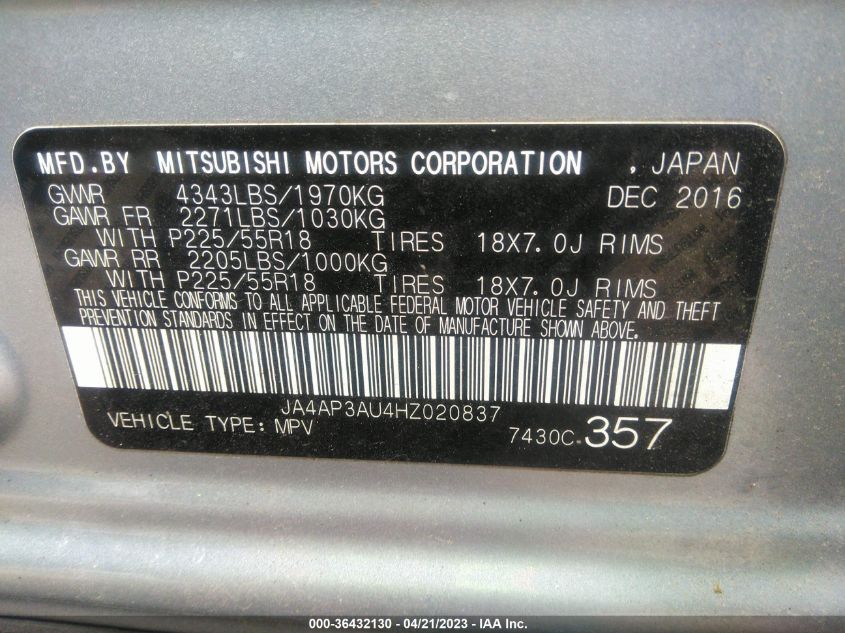 MFD.BY MITSUBISHI MOTORS CORPORATION , JAPAN
GVWR 4343LBS/1970KG DEC 2016
GAWR FR 2271LBS/1030KG
WITH P225/55R18 TIRES 18X7.0J RIMS
GAWR RR 2205LBS/1000KG
WITH P225/55R18 TIRES 18X7.0J RIMS
THIS VEHICLE CONFORMS TO ALL APPLICABLE FEDERAL MOTOR VEHICLE SAFETY AND THEFT
PREVENTION STANDARDS IN EFFECT ON THE DATE OF MANUFACTURE SHOWN ABOVE.
JA4AP3AU4HZ020837
VEHICLE TYPE: MPV 7430C 357
000-36432130 - 04/21/2023 - IAA Inc.